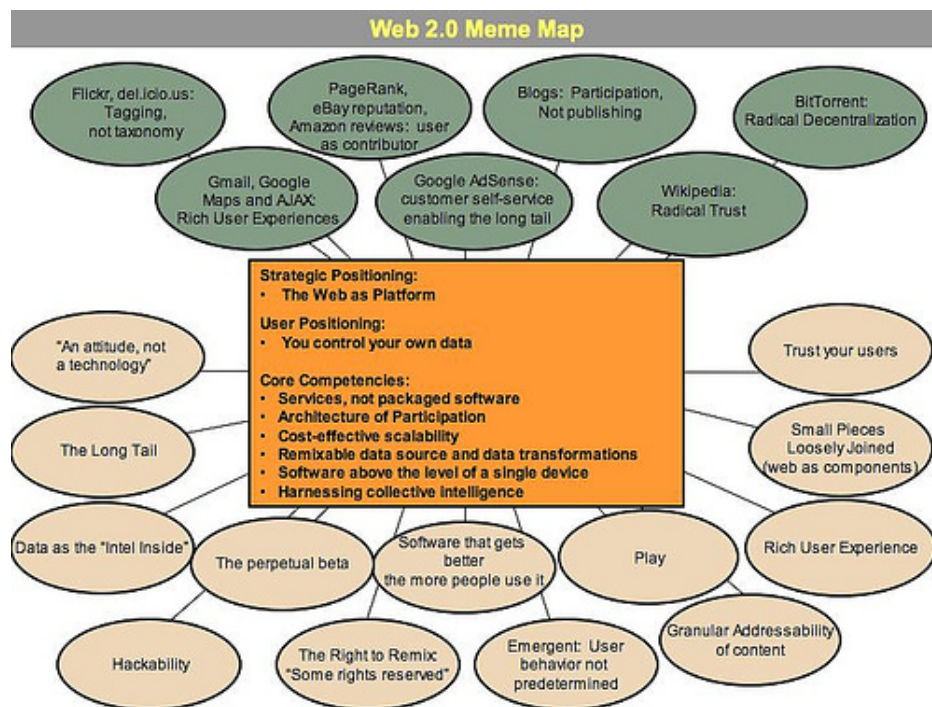 Web 2.0 Meme Map
Flickr, del.icio.us:
Tagging,
not taxonomy
PageRank,
eBay reputation,
Amazon reviews: user
as contributor
Blogs: Participation,
Not publishing
BitTorrent:
Radical Decentralization
Gmail, Google
Maps and AJAX:
Rich User Experiences
Google AdSense:
customer self-service
enabling the long tail
Wikipedia:
Radical Trust
Strategic Positioning:
• The Web as Platform
User Positioning:
• You control your own data
Core Competencies:
• Services, not packaged software
• Architecture of Participation
• Cost-effective scalability
• Remixable data source and data transformations
• Software above the level of a single device
• Harnessing collective intelligence
"An attitude, not
a technology"
Trust your users
The Long Tail
Small Pieces
Loosely Joined
(web as components)
Data as the "Intel Inside"
The perpetual beta
Software that gets
better
the more people use it
Play
Rich User Experience
Hackability
The Right to Remix:
"Some rights reserved"
Emergent: User
behavior not
predetermined
Granular Addressability
of content